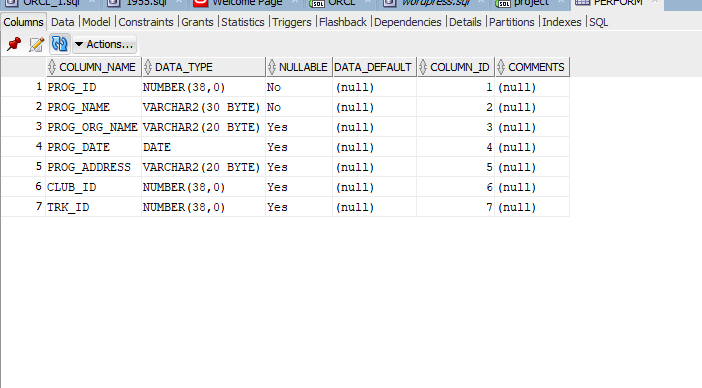 ORCL_1.sql 1955.sql Welcome Page ORCL wordpress.sql project PERFORM
Columns Data Model Constraints Grants Statistics Triggers Flashback Dependencies Details Partitions Indexes SQL
Actions...
COLUMN_NAME DATA_TYPE NULLABLE DATA_DEFAULT COLUMN_ID COMMENTS
1 PROG_ID NUMBER(38,0) No (null) 1 (null)
2 PROG_NAME VARCHAR2(30 BYTE) No (null) 2 (null)
3 PROG_ORG_NAME VARCHAR2(20 BYTE) Yes (null) 3 (null)
4 PROG_DATE DATE Yes (null) 4 (null)
5 PROG_ADDRESS VARCHAR2(20 BYTE) Yes (null) 5 (null)
6 CLUB_ID NUMBER(38,0) Yes (null) 6 (null)
7 TRK_ID NUMBER(38,0) Yes (null) 7 (null)